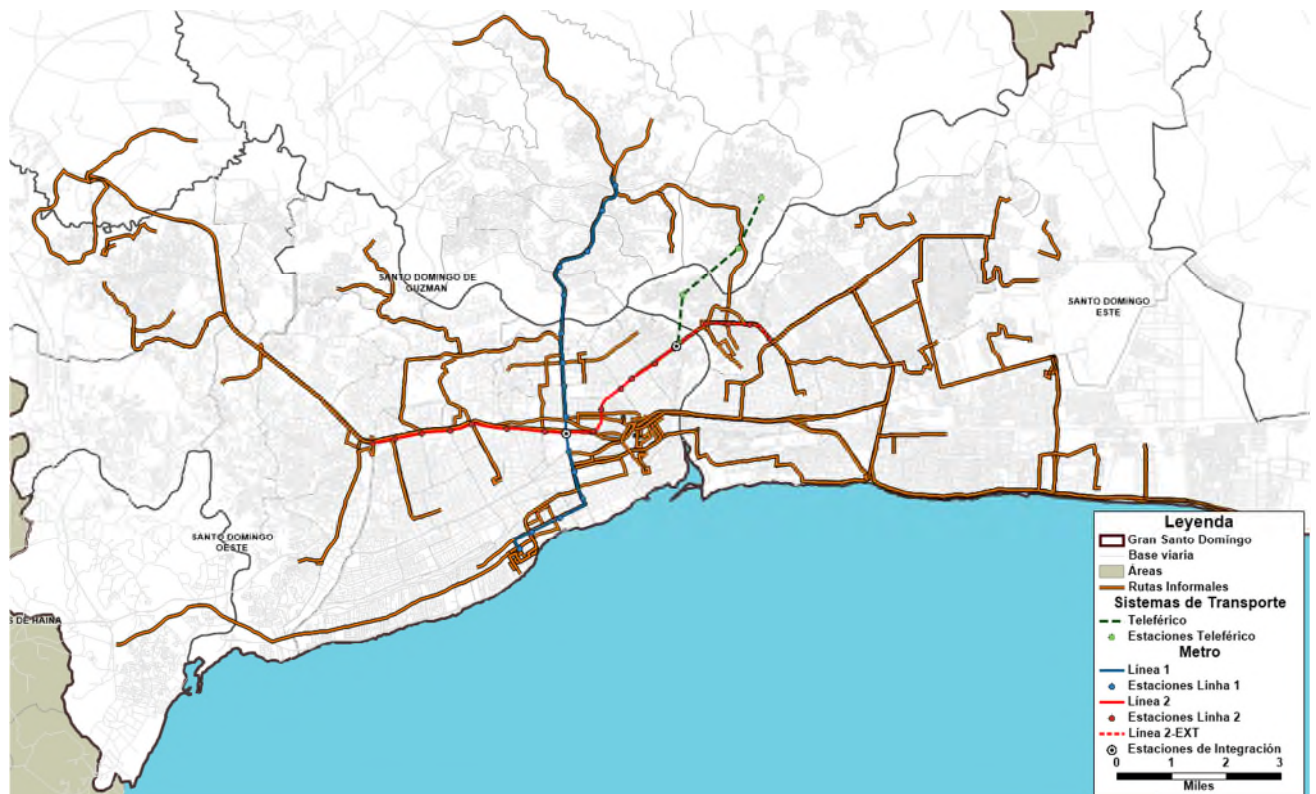 SANTO DOMINGO DE
GUZMAN
SANTO DOMINGO
ESTE
SANTO DOMINGO
OESTE
S DE HAINA
Leyenda
Gran Santo Domingo
Base viaria
Áreas
Rutas Informales
Sistemas de Transporte
Teleférico
Estaciones Teleférico
Metro
Línea 1
Estaciones Linha 1
Línea 2
Estaciones Linha 2
Línea 2-EXT
Estaciones de Integración
0 1 2 3
Miles